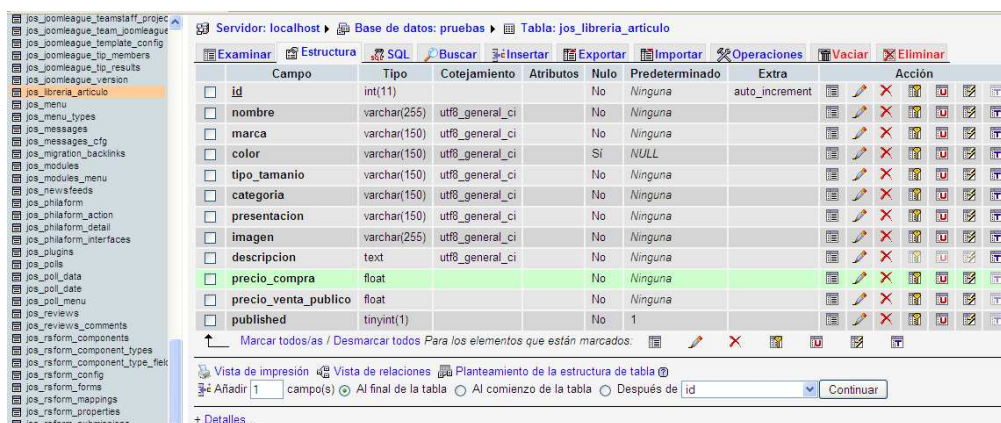 jos_joomleague_teamstaff_projec
jos_joomleague_team_joomleague
jos_joomleague_template_config
jos_joomleague_tip_members
jos_joomleague_tip_results
jos_joomleague_version
jos_libreria_articulo
jos_menu
jos_menu_types
jos_messages
jos_messages_cfg
jos_migration_backlinks
jos_modules
jos_modules_menu
jos_newsfeeds
jos_philaform
jos_philaform_action
jos_philaform_detail
jos_philaform_interfaces
jos_plugins
jos_polls
jos_poll_data
jos_poll_date
jos_poll_menu
jos_reviews
jos_reviews_comments
jos_rsform_components
jos_rsform_component_types
jos_rsform_component_type_field
jos_rsform_config
jos_rsform_forms
jos_rsform_mappings
jos_rsform_properties
jos_rsform_submissions
Servidor: localhost Base de datos: pruebas Tabla: jos_libreria_articulo
Examinar Estructura SQL Buscar Insertar Exportar Importar Operaciones Vaciar Eliminar
Campo Tipo Cotejamiento Atributos Nulo Predeterminado Extra Acción
id int(11) No Ninguna auto_increment
nombre varchar(255) utf8_general_ci No Ninguna
marca varchar(150) utf8_general_ci No Ninguna
color varchar(150) utf8_general_ci Sí NULL
tipo_tamanio varchar(150) utf8_general_ci No Ninguna
categoria varchar(150) utf8_general_ci No Ninguna
presentacion varchar(150) utf8_general_ci No Ninguna
imagen varchar(255) utf8_general_ci No Ninguna
descripcion text utf8_general_ci No Ninguna
precio_compra float No Ninguna
precio_venta_publico float No Ninguna
published tinyint(1) No 1
Marcar todos/as / Desmarcar todos Para los elementos que están marcados:
Vista de impresión Vista de relaciones Planteamiento de la estructura de tabla
Añadir 1 campo(s) Al final de la tabla Al comienzo de la tabla Después de id Continuar
+ Detalles...